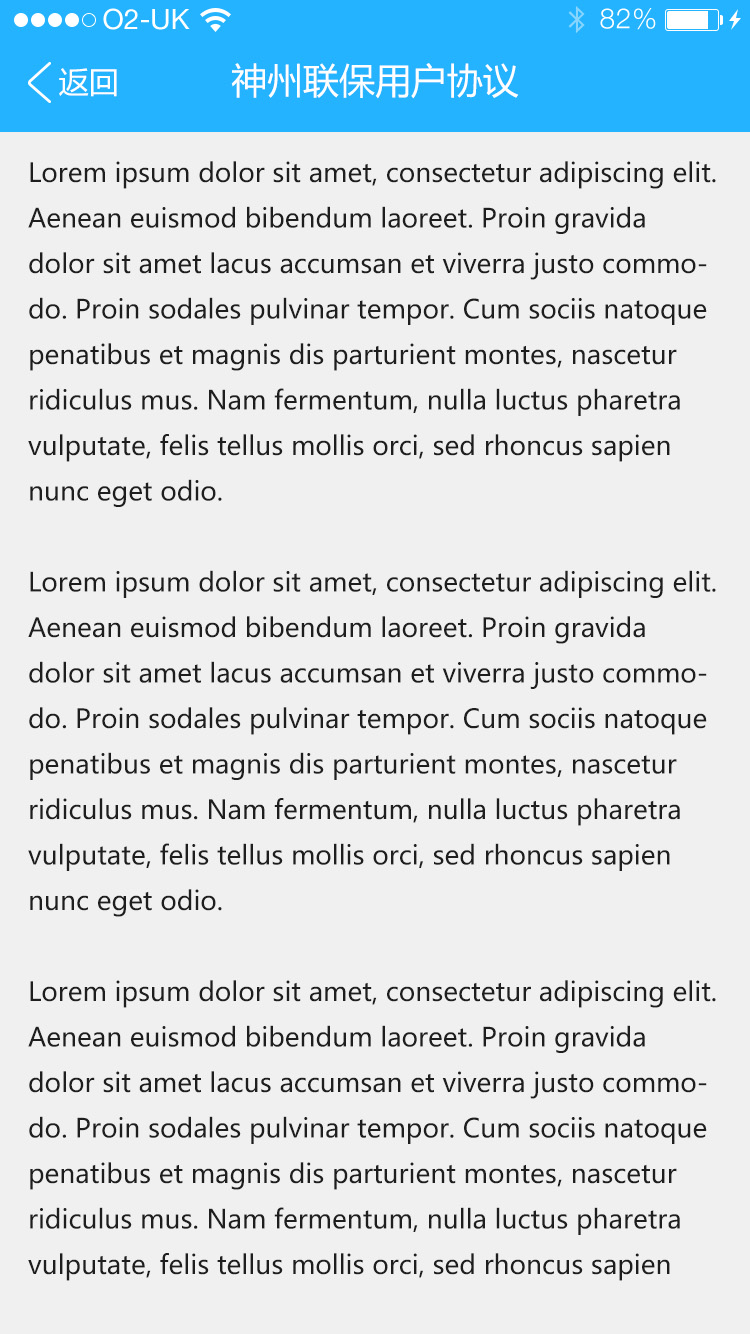 O2-UK 82%
返回 神州联保用户协议
Lorem ipsum dolor sit amet, consectetur adipiscing elit.
Aenean euismod bibendum laoreet. Proin gravida
dolor sit amet lacus accumsan et viverra justo commo-
do. Proin sodales pulvinar tempor. Cum sociis natoque
penatibus et magnis dis parturient montes, nascetur
ridiculus mus. Nam fermentum, nulla luctus pharetra
vulputate, felis tellus mollis orci, sed rhoncus sapien
nunc eget odio.
Lorem ipsum dolor sit amet, consectetur adipiscing elit.
Aenean euismod bibendum laoreet. Proin gravida
dolor sit amet lacus accumsan et viverra justo commo-
do. Proin sodales pulvinar tempor. Cum sociis natoque
penatibus et magnis dis parturient montes, nascetur
ridiculus mus. Nam fermentum, nulla luctus pharetra
vulputate, felis tellus mollis orci, sed rhoncus sapien
nunc eget odio.
Lorem ipsum dolor sit amet, consectetur adipiscing elit.
Aenean euismod bibendum laoreet. Proin gravida
dolor sit amet lacus accumsan et viverra justo commo-
do. Proin sodales pulvinar tempor. Cum sociis natoque
penatibus et magnis dis parturient montes, nascetur
ridiculus mus. Nam fermentum, nulla luctus pharetra
vulputate, felis tellus mollis orci, sed rhoncus sapien